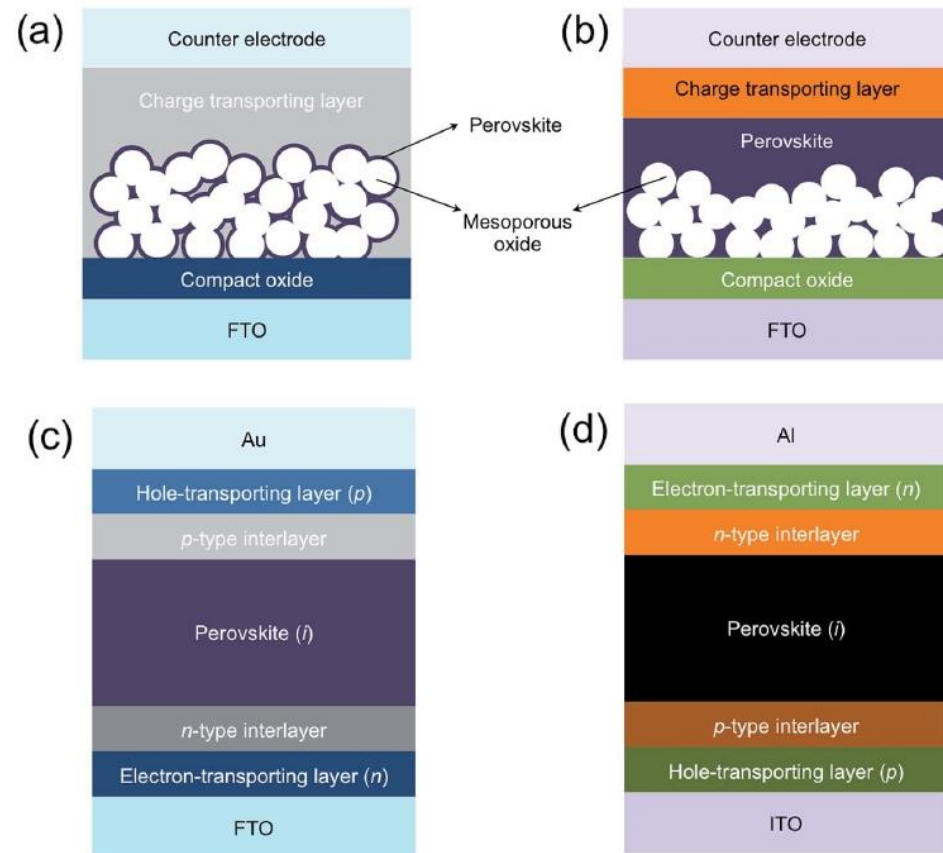 (a)
Counter electrode
Charge transporting layer
Compact oxide
FTO
Perovskite
Mesoporous
oxide
(b)
Counter electrode
Charge transporting layer
Perovskite
Compact oxide
FTO
(c)
Au
Hole-transporting layer (p)
p-type interlayer
Perovskite (i)
n-type interlayer
Electron-transporting layer (n)
FTO
(d)
Al
Electron-transporting layer (n)
n-type interlayer
Perovskite (i)
p-type interlayer
Hole-transporting layer (p)
ITO